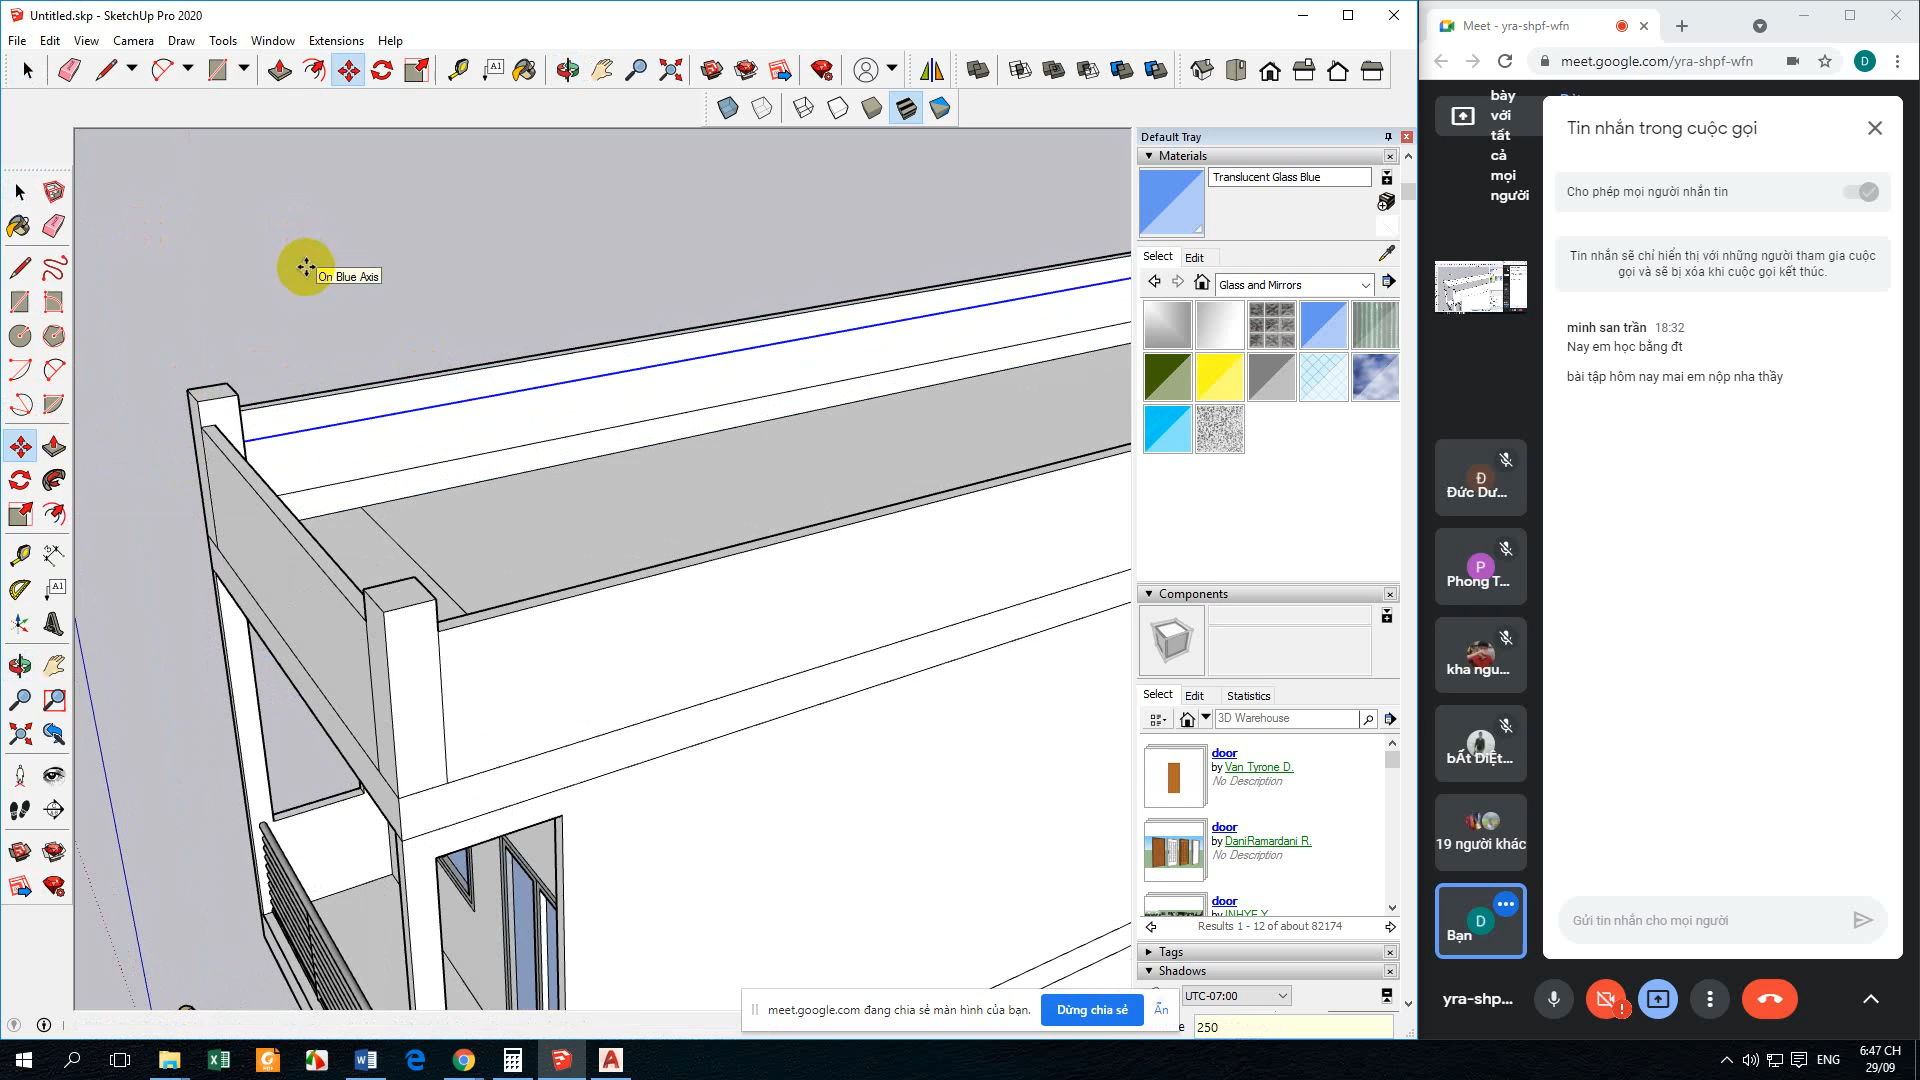 Untitled.skp - SketchUp Pro 2020
File Edit View Camera Draw Tools Window Extensions Help
On Blue Axis
Default Tray
Materials
Translucent Glass Blue
Select Edit
Glass and Mirrors
Components
Select Edit Statistics
3D Warehouse
door
by Van Tyrone D.
No Description
door
by DaniRamardani R.
No Description
door
by INHYE Y.
Results 1 - 12 of about 82174
Tags
Shadows
UTC-07:00
250
meet.google.com đang chia sẻ màn hình của bạn.
Dừng chia sẻ
Ẩn
Meet - yra-shpf-wfn
meet.google.com/yra-shpf-wfn
D
bày
với
tất
cả
mọi
người
Tin nhắn trong cuộc gọi
Cho phép mọi người nhắn tin
Tin nhắn sẽ chỉ hiển thị với những người tham gia cuộc
gọi và sẽ bị xóa khi cuộc gọi kết thúc.
minh san trần 18:32
Nay em học bằng đt
bài tập hôm nay mai em nộp nha thầy
Đ
Đức Dư...
P
Phong T...
kha ngu...
bẤt DIỆt...
19 người khác
D
Bạn
Gửi tin nhắn cho mọi người
yra-shp...
ENG
6:47 CH
29/09